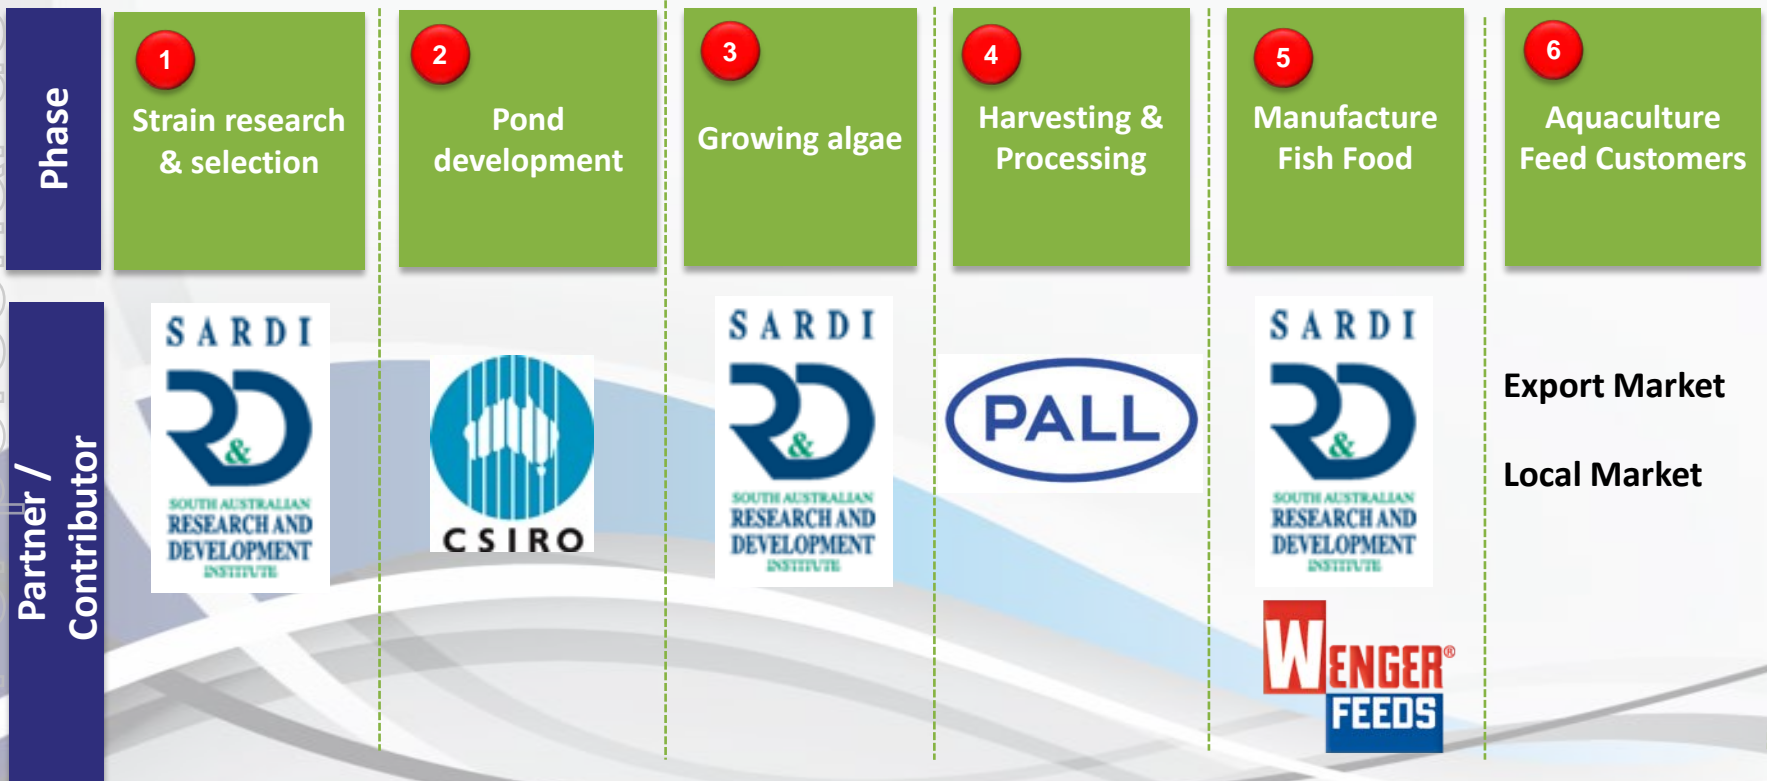 Phase
1
Strain research
& selection
2
Pond
development
3
Growing algae
4
Harvesting &
Processing
5
Manufacture
Fish Food
6
Aquaculture
Feed Customers
Partner /
Contributor
SARDI
R&D
SOUTH AUSTRALIAN
RESEARCH AND
DEVELOPMENT
INSTITUTE
CSIRO
SARDI
R&D
SOUTH AUSTRALIAN
RESEARCH AND
DEVELOPMENT
INSTITUTE
PALL
SARDI
R&D
SOUTH AUSTRALIAN
RESEARCH AND
DEVELOPMENT
INSTITUTE
WENGER®
FEEDS
Export Market
Local Market